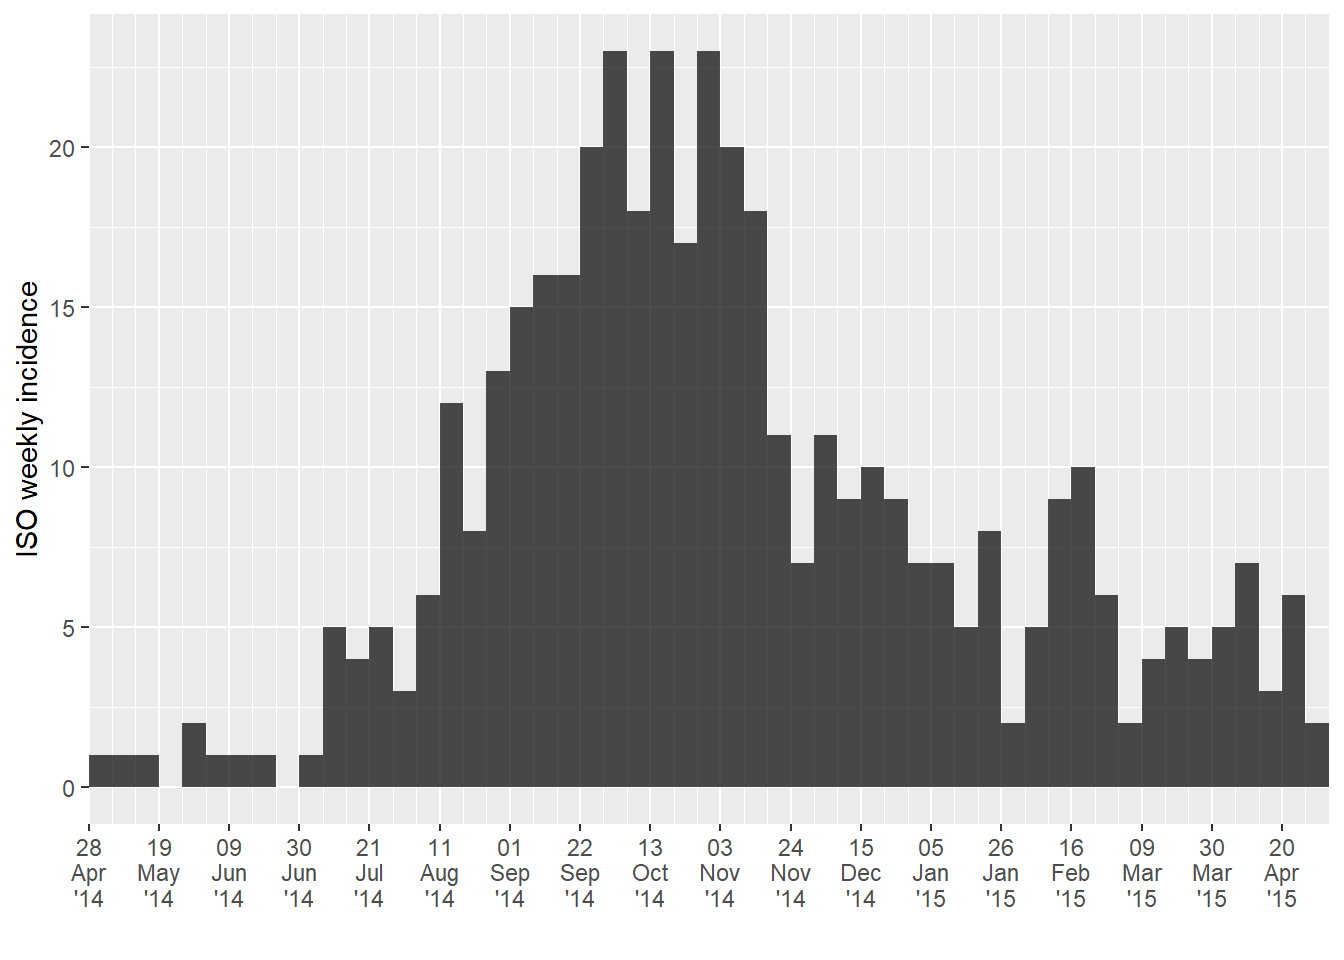 ISO weekly incidence
20
15
10
5
0
28 19 09 30 21 11 01 22 13 03 24 15 05 26 16 09 30 20
Apr May Jun Jun Jul Aug Sep Sep Oct Nov Nov Dec Jan Jan Feb Mar Mar Apr
'14 '14 '14 '14 '14 '14 '14 '14 '14 '14 '14 '14 '15 '15 '15 '15 '15 '15